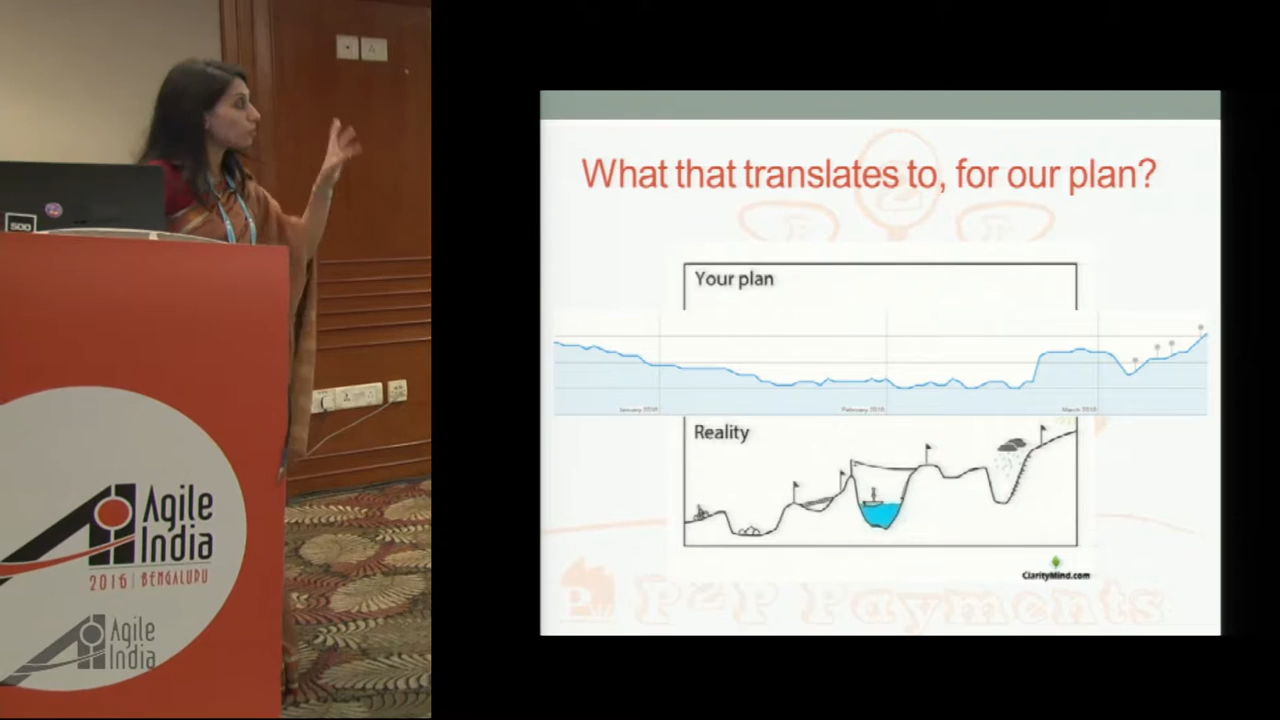 What that translates to, for our plan?
Your plan
January 2016
February 2016
March 2016
Reality
ClarityMind.com
P2P Payments
500
Agile
India
2016 | BENGALURU
Agile
India